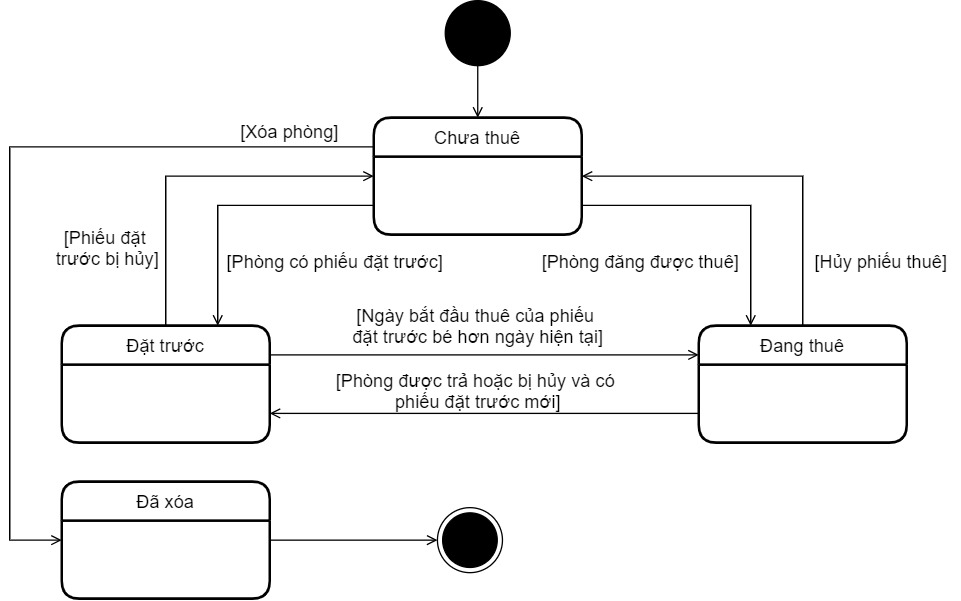 Chưa thuê
[Xóa phòng]
[Phiếu đặt
trước bị hủy]
[Phòng có phiếu đặt trước]
[Phòng đăng được thuê]
[Hủy phiếu thuê]
[Ngày bắt đầu thuê của phiếu
đặt trước bé hơn ngày hiện tại]
Đặt trước
Đang thuê
[Phòng được trả hoặc bị hủy và có
phiếu đặt trước mới]
Đã xóa